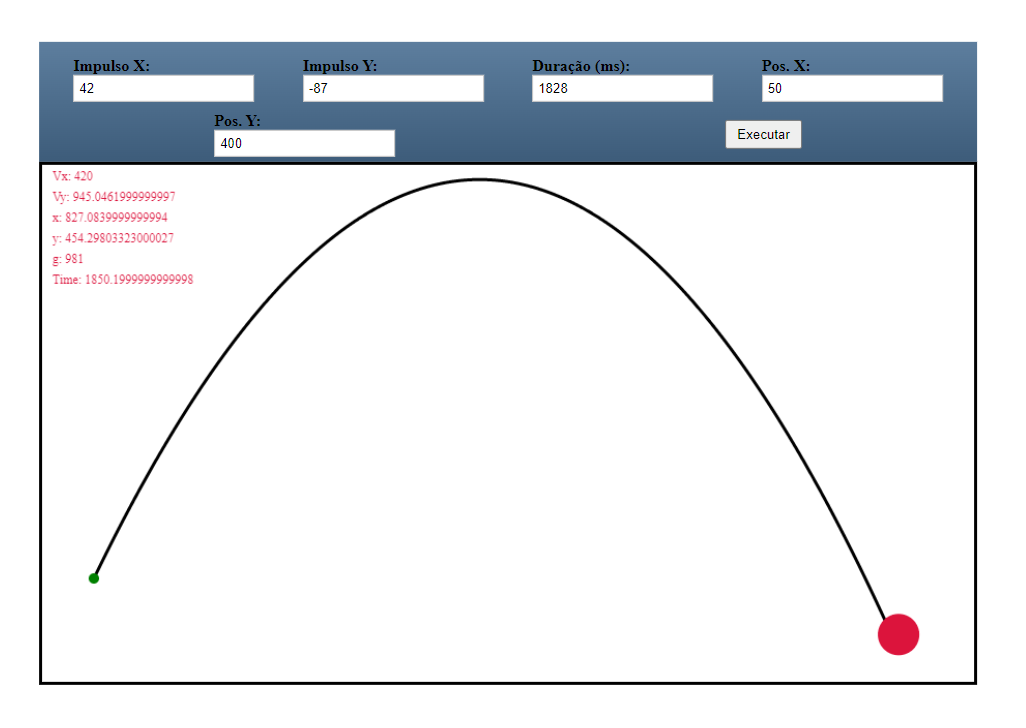 Impulso X: Impulso Y: Duração (ms): Pos. X:
42 -87 1828 50
Pos. Y:
400 Executar
Vx: 420
Vy: 945.0461999999997
x: 827.0839999999994
y: 454.29803323000027
g: 981
Time: 1850.1999999999998